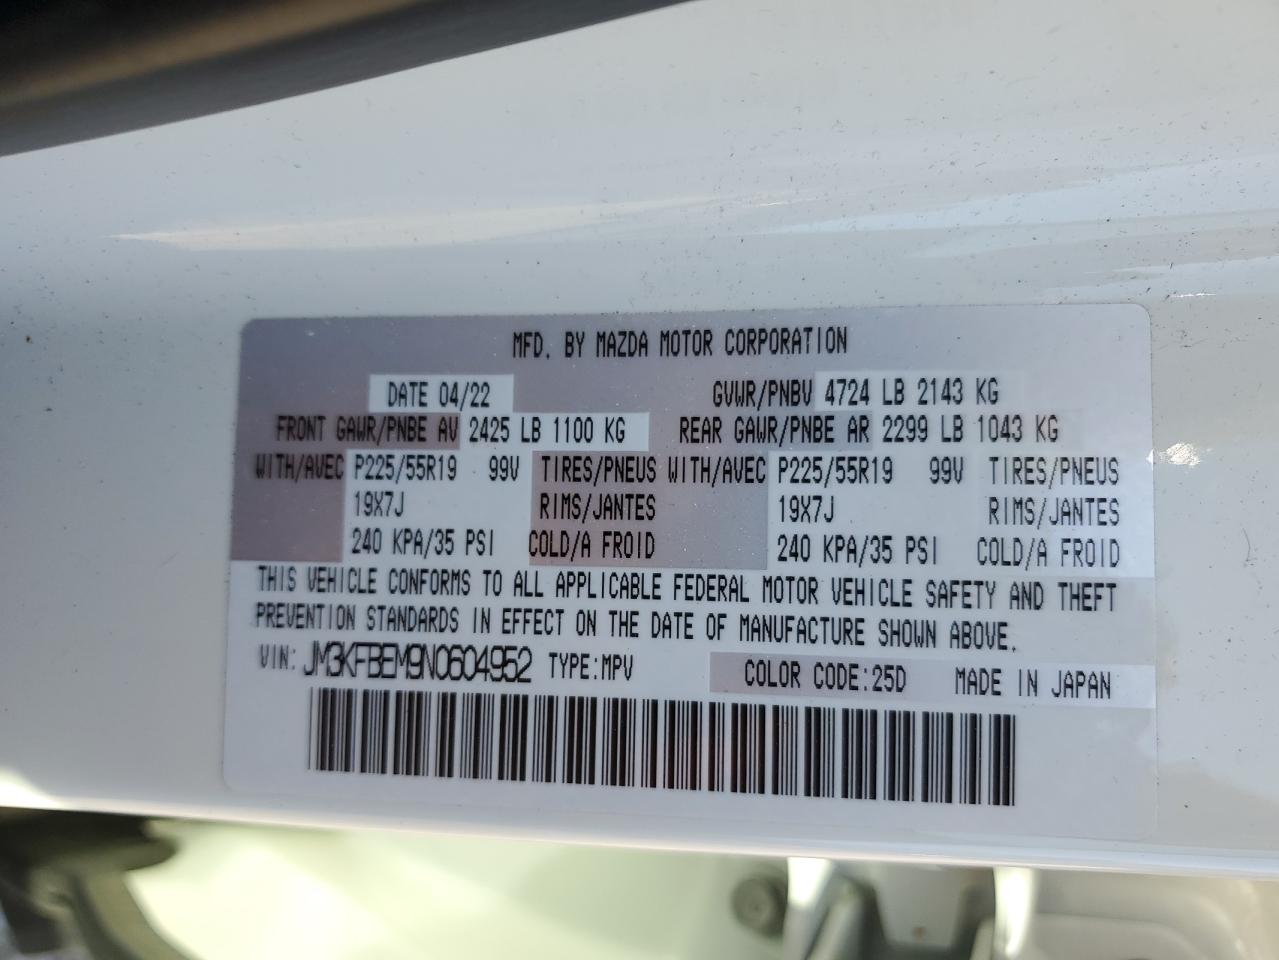 MFD. BY MAZDA MOTOR CORPORATION
DATE 04/22 GVWR/PNBV 4724 LB 2143 KG
FRONT GAWR/PNBE AV 2425 LB 1100 KG REAR GAWR/PNBE AR 2299 LB 1043 KG
WITH/AVEC P225/55R19 99V TIRES/PNEUS WITH/AVEC P225/55R19 99V TIRES/PNEUS
19X7J RIMS/JANTES 19X7J RIMS/JANTES
240 KPA/35 PSI COLD/A FROID 240 KPA/35 PSI COLD/A FROID
THIS VEHICLE CONFORMS TO ALL APPLICABLE FEDERAL MOTOR VEHICLE SAFETY AND THEFT
PREVENTION STANDARDS IN EFFECT ON THE DATE OF MANUFACTURE SHOWN ABOVE.
VIN: JM3KFBEM9N0604952 TYPE:MPV COLOR CODE:25D MADE IN JAPAN